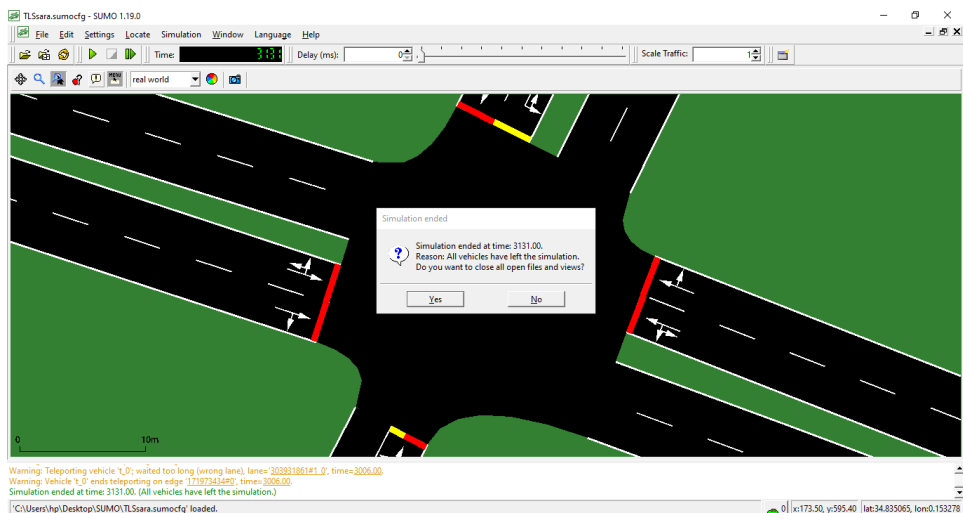 TLSsara.sumocfg - SUMO 1.19.0
File Edit Settings Locate Simulation Window Language Help
Time: 3131 Delay (ms): 0 Scale Traffic: 1
MENU real world
Simulation ended
Simulation ended at time: 3131.00.
Reason: All vehicles have left the simulation.
Do you want to close all open files and views?
Yes No
0 10m
Warning: Teleporting vehicle 't_0'; waited too long (wrong lane), lane='303931861#1_0', time=3006.00.
Warning: Vehicle 't_0' ends teleporting on edge '171973434#0', time=3006.00.
Simulation ended at time: 3131.00. (All vehicles have left the simulation.)
'C:\Users\hp\Desktop\SUMO\TLSsara.sumocfg' loaded. 0 x:173.50, y:595.40 lat:34.835065, lon:0.153278